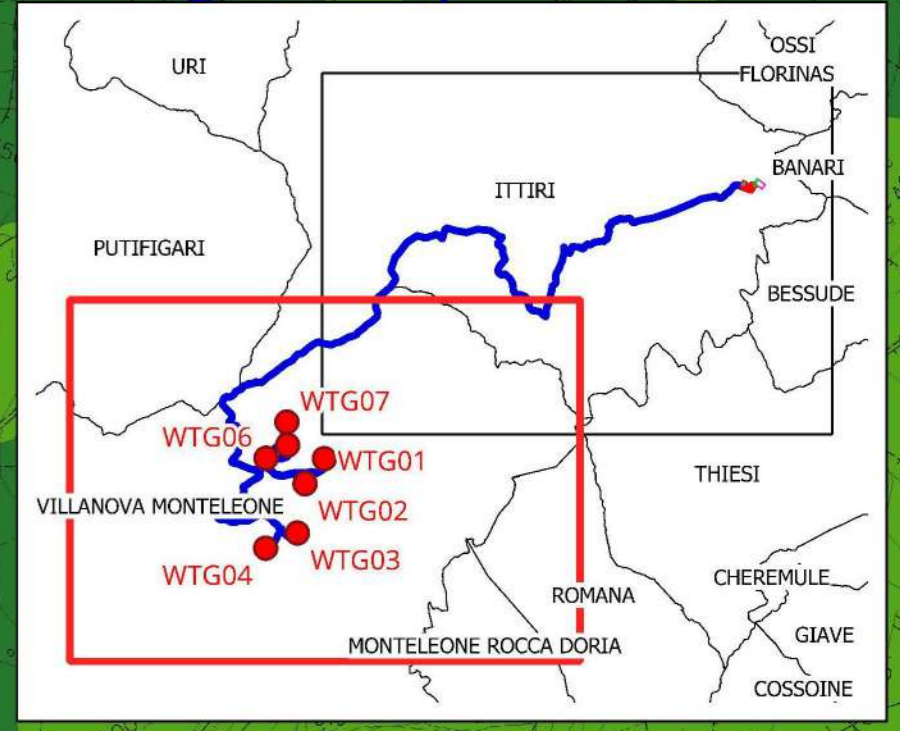 OSSI
URI
FLORINAS
BANARI
ITTIRI
PUTIFIGARI
BESSUDE
WTG07
WTG06
WTG01
THIESI
VILLANOVA MONTELEONE
WTG02
WTG03
WTG04
CHEREMULE
ROMANA
GIAVE
MONTELEONE ROCCA DORIA
COSSOINE